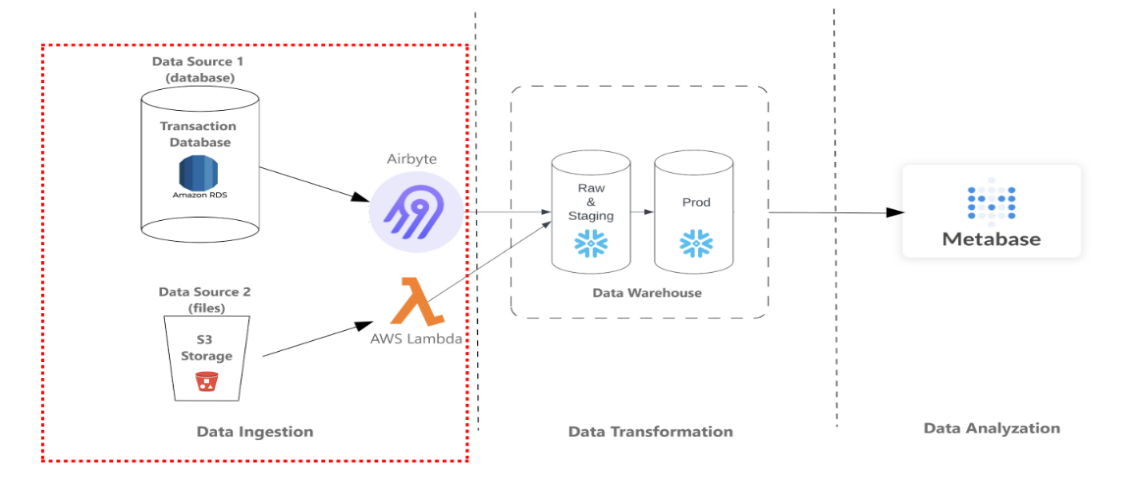 Data Source 1
(database)
Transaction
Database
Amazon RDS
Airbyte
Data Source 2
(files)
S3
Storage
AWS Lambda
Data Ingestion
Raw
&
Staging
Prod
Data Warehouse
Data Transformation
Metabase
Data Analyzation